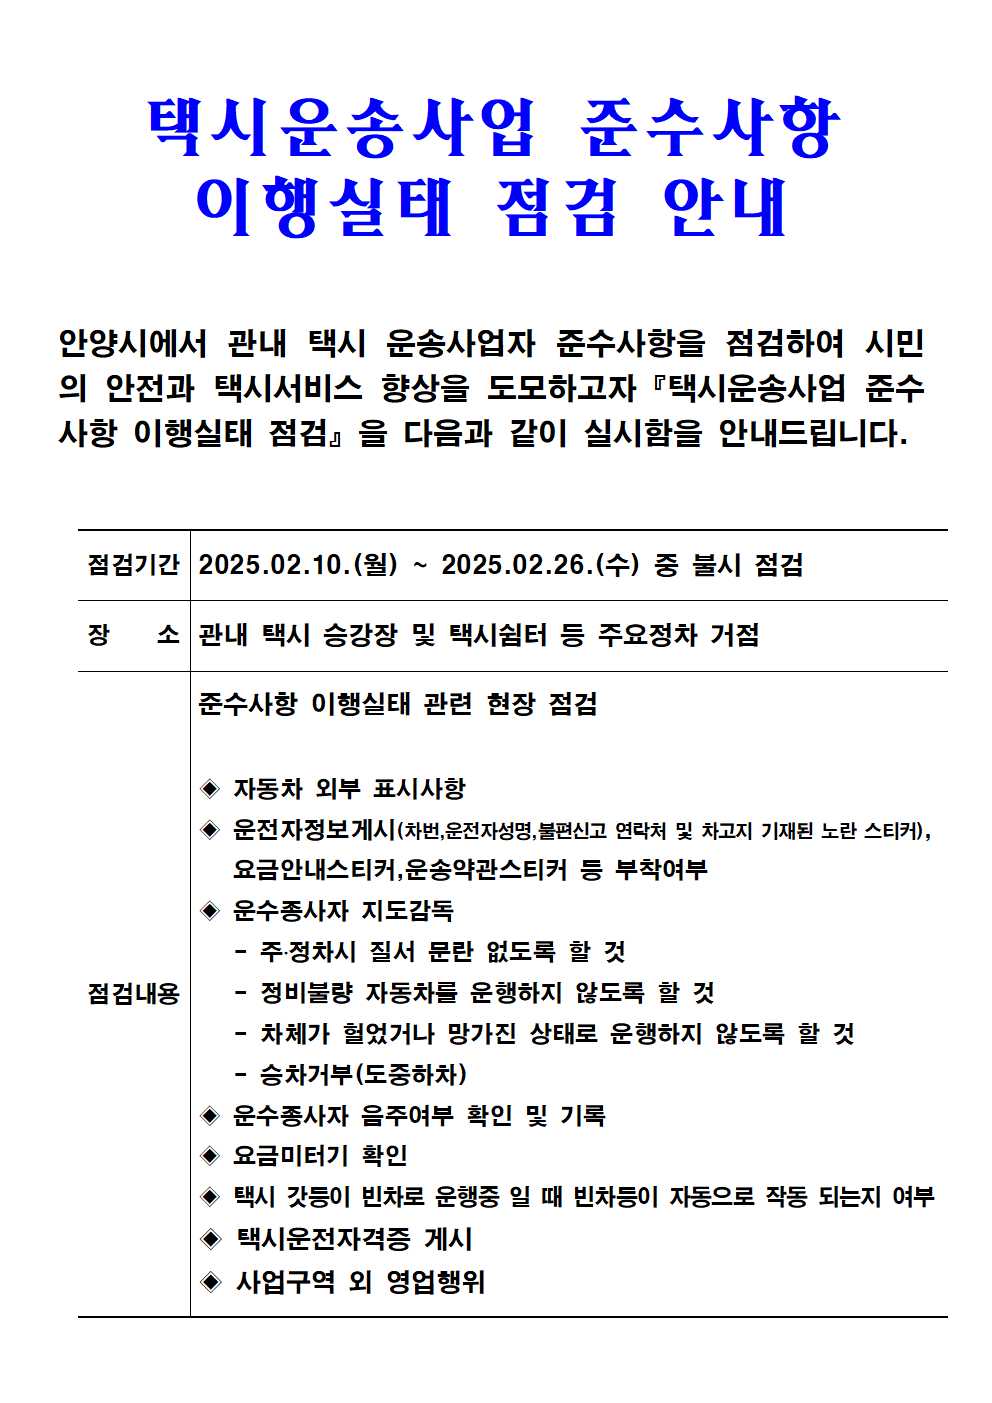 택시운송사업 준수사항
이행실태 점검 안내
안양시에서 관내 택시 운송사업자 준수사항을 점검하여 시민
의 안전과 택시서비스 향상을 도모하고자『택시운송사업 준수
사항 이행실태 점검』을 다음과 같이 실시함을 안내드립니다.
점검기간 2025.02.10.(월) ~ 2025.02.26.(수) 중 불시 점검
장 소 관내 택시 승강장 및 택시쉼터 등 주요정차 거점
준수사항 이행실태 관련 현장 점검
◈ 자동차 외부 표시사항
◈ 운전자정보게시(차번,운전자성명,불편신고 연락처 및 차고지 기재된 노란 스티커),
요금안내스티커,운송약관스티커 등 부착여부
◈ 운수종사자 지도감독
- 주·정차시 질서 문란 없도록 할 것
점검내용 - 정비불량 자동차를 운행하지 않도록 할 것
- 차체가 헐었거나 망가진 상태로 운행하지 않도록 할 것
- 승차거부(도중하차)
◈ 운수종사자 음주여부 확인 및 기록
◈ 요금미터기 확인
◈ 택시 갓등이 빈차로 운행중 일 때 빈차등이 자동으로 작동 되는지 여부
◈ 택시운전자격증 게시
◈ 사업구역 외 영업행위